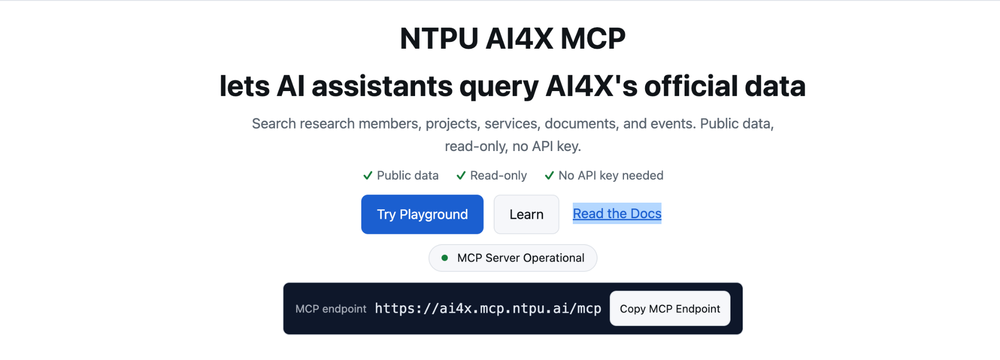 NTPU AI4X MCP
lets AI assistants query AI4X's official data
Search research members, projects, services, documents, and events. Public data,
read-only, no API key.
✓ Public data ✓ Read-only ✓ No API key needed
Try Playground Learn Read the Docs
MCP Server Operational
MCP endpoint https://ai4x.mcp.ntpu.ai/mcp Copy MCP Endpoint